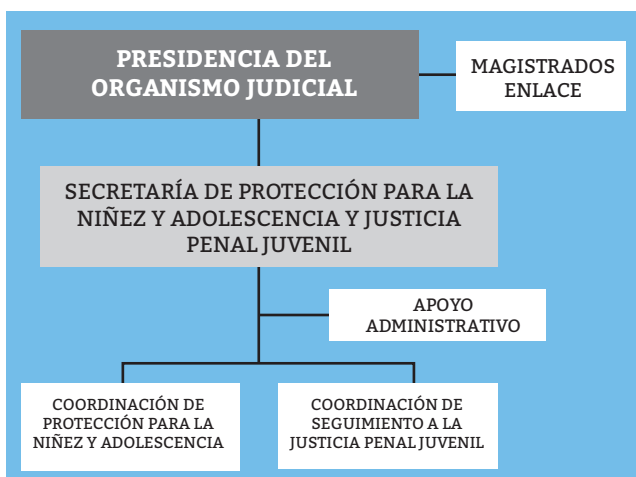 PRESIDENCIA DEL
ORGANISMO JUDICIAL
MAGISTRADOS
ENLACE
SECRETARÍA DE PROTECCIÓN PARA LA
NIÑEZ Y ADOLESCENCIA Y JUSTICIA
PENAL JUVENIL
APOYO
ADMINISTRATIVO
COORDINACIÓN DE
PROTECCIÓN PARA LA
NIÑEZ Y ADOLESCENCIA
COORDINACIÓN DE
SEGUIMIENTO A LA
JUSTICIA PENAL JUVENIL